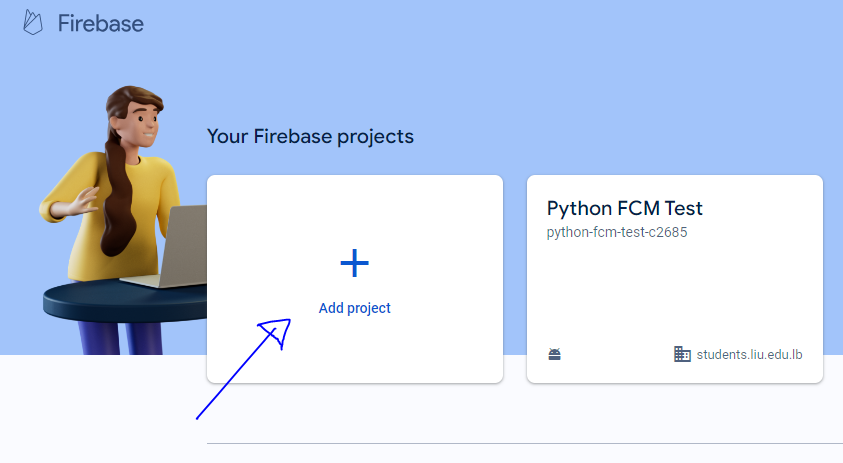 Firebase
Your Firebase projects
Add project
Python FCM Test
python-fcm-test-c2685
students.liu.edu.lb